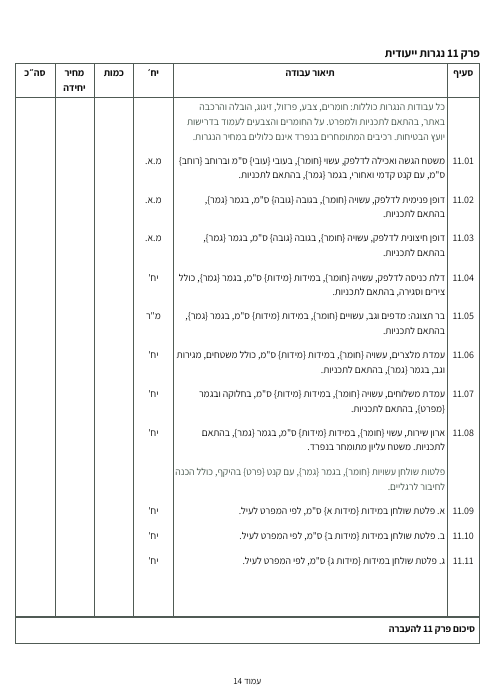 פרק 11 נגרות ייעודית
סעיף תיאור עבודה יח׳ כמות מחיר יחידה סה״כ
כל עבודות הנגרות כוללות: חומרים, צבע, פרזול, זיגוג, הובלה והרכבה
באתר, בהתאם לתכניות ולמפרט. על החומרים והצבעים לעמוד בדרישות
יועץ הבטיחות. רכיבים המתומחרים בנפרד אינם כלולים במחיר הנגרות.
11.01 משטח הגשה ואכילה לדלפק, עשוי {חומר}, בעובי {עובי} ס"מ וברוחב {רוחב} מ.א.
ס"מ, עם קנט קדמי ואחורי, בגמר {גמר}, בהתאם לתכניות.
11.02 דופן פנימית לדלפק, עשויה {חומר}, בגובה {גובה} ס"מ, בגמר {גמר}, מ.א.
בהתאם לתכניות.
11.03 דופן חיצונית לדלפק, עשויה {חומר}, בגובה {גובה} ס"מ, בגמר {גמר}, מ.א.
בהתאם לתכניות.
11.04 דלת כניסה לדלפק, עשויה {חומר}, במידות {מידות} ס"מ, בגמר {גמר}, כולל יח'
צירים וסגירה, בהתאם לתכניות.
11.05 בר תצוגה: מדפים וגב, עשויים {חומר}, במידות {מידות} ס"מ, בגמר {גמר}, מ"ר
בהתאם לתכניות.
11.06 עמדת מלצרים, עשויה {חומר}, במידות {מידות} ס"מ, כולל משטחים, מגירות יח'
וגב, בגמר {גמר}, בהתאם לתכניות.
11.07 עמדת משלוחים, עשויה {חומר}, במידות {מידות} ס"מ, בחלוקה ובגמר יח'
{מפרט}, בהתאם לתכניות.
11.08 ארון שירות, עשוי {חומר}, במידות {מידות} ס"מ, בגמר {גמר}, בהתאם יח'
לתכניות. משטח עליון מתומחר בנפרד.
פלטות שולחן עשויות {חומר}, בגמר {גמר}, עם קנט {פרט} בהיקף, כולל הכנה
לחיבור לרגליים.
11.09 א. פלטת שולחן במידות {מידות א} ס"מ, לפי המפרט לעיל. יח'
11.10 ב. פלטת שולחן במידות {מידות ב} ס"מ, לפי המפרט לעיל. יח'
11.11 ג. פלטת שולחן במידות {מידות ג} ס"מ, לפי המפרט לעיל. יח'
סיכום פרק 11 להעברה
עמוד 14